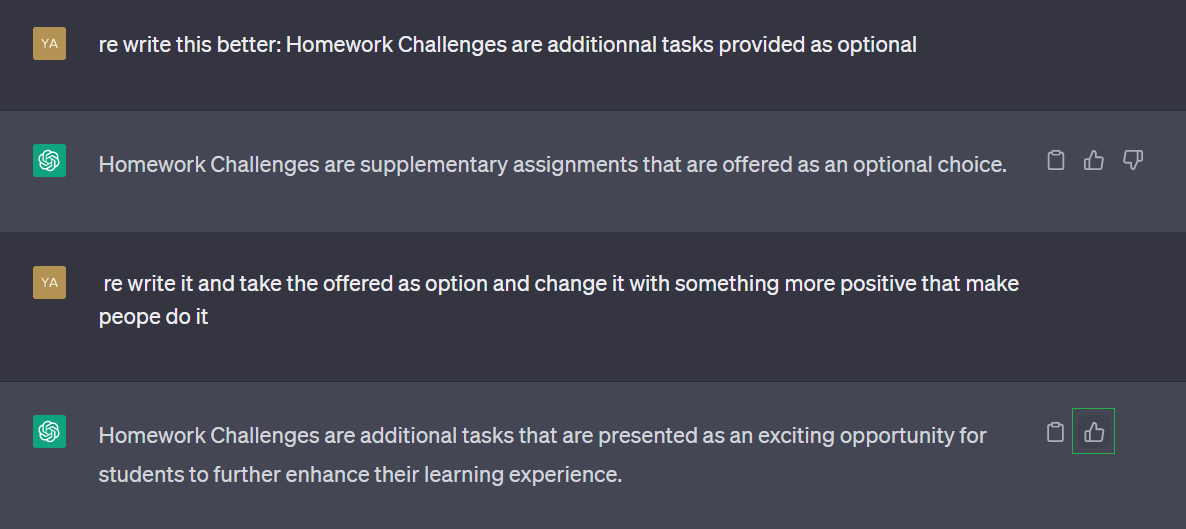 YA
re write this better: Homework Challenges are additionnal tasks provided as optional
Homework Challenges are supplementary assignments that are offered as an optional choice.
YA
re write it and take the offered as option and change it with something more positive that make
peope do it
Homework Challenges are additional tasks that are presented as an exciting opportunity for
students to further enhance their learning experience.